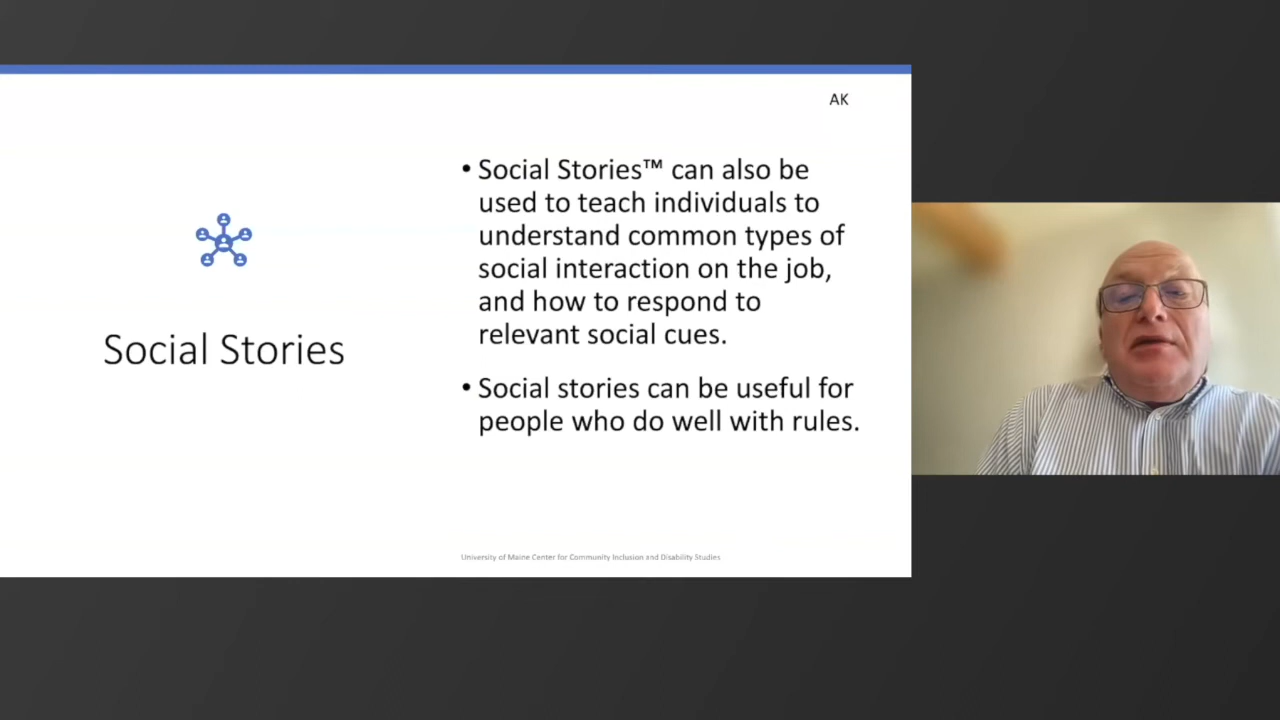 AK
Social Stories
• Social Stories™ can also be
used to teach individuals to
understand common types of
social interaction on the job,
and how to respond to
relevant social cues.
• Social stories can be useful for
people who do well with rules.
University of Maine Center for Community Inclusion and Disability Studies